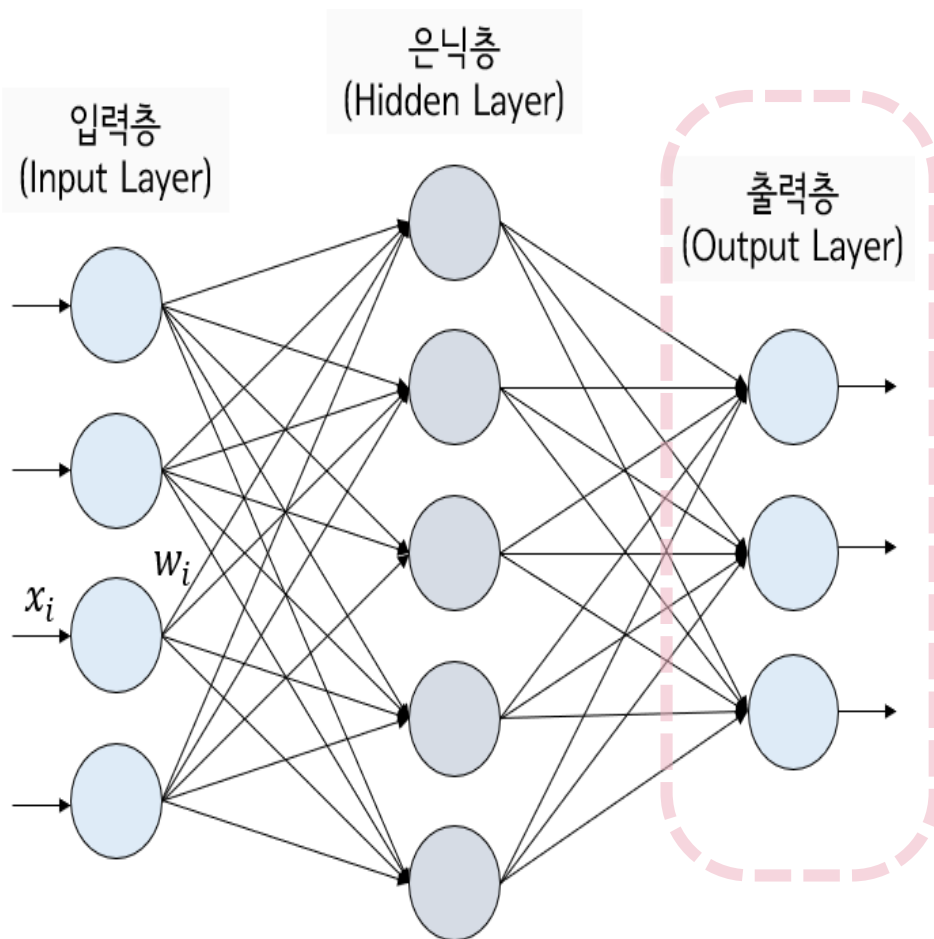 은닉층
(Hidden Layer)
입력층
(Input Layer)
출력층
(Output Layer)
w_i
x_i